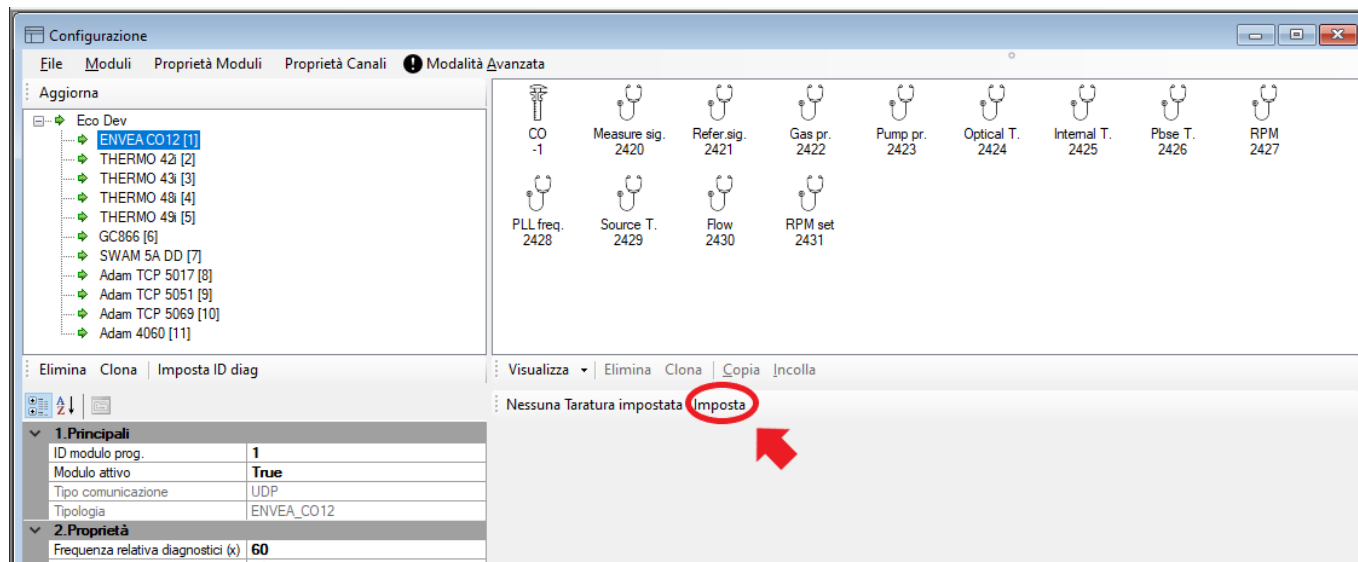 Configurazione
File Moduli Proprietà Moduli Proprietà Canali Modalità Avanzata
Aggiorna
Eco Dev
ENVEA CO12 [1]
THERMO 42i [2]
THERMO 43i [3]
THERMO 48i [4]
THERMO 49i [5]
GC866 [6]
SWAM 5A DD [7]
Adam TCP 5017 [8]
Adam TCP 5051 [9]
Adam TCP 5069 [10]
Adam 4060 [11]
CO Measure sig. Refer.sig. Gas pr. Pump pr. Optical T. Internal T. Pbse T. RPM
-1 2420 2421 2422 2423 2424 2425 2426 2427
PLL freq. Source T. Flow RPM set
2428 2429 2430 2431
Elimina Clona Imposta ID diag
Visualizza Elimina Clona Copia Incolla
Nessuna Taratura impostata Imposta
1.Principali
ID modulo prog. 1
Modulo attivo True
Tipo comunicazione UDP
Tipologia ENVEA_CO12
2.Proprietà
Frequenza relativa diagnostici (x) 60